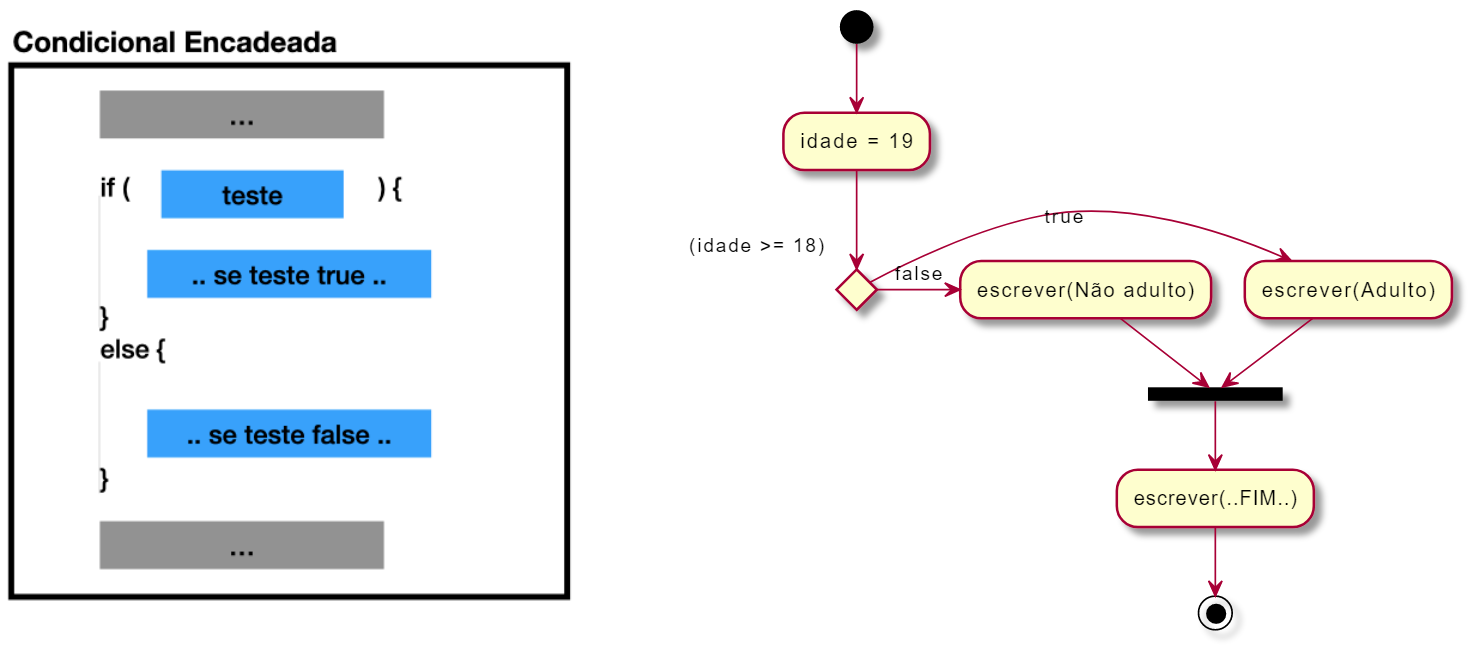 Condicional Encadeada
...
if ( teste ) {
.. se teste true ..
}
else {
.. se teste false ..
}
...
idade = 19
(idade >= 18)
true
false
escrever(Não adulto)
escrever(Adulto)
escrever(..FIM..)